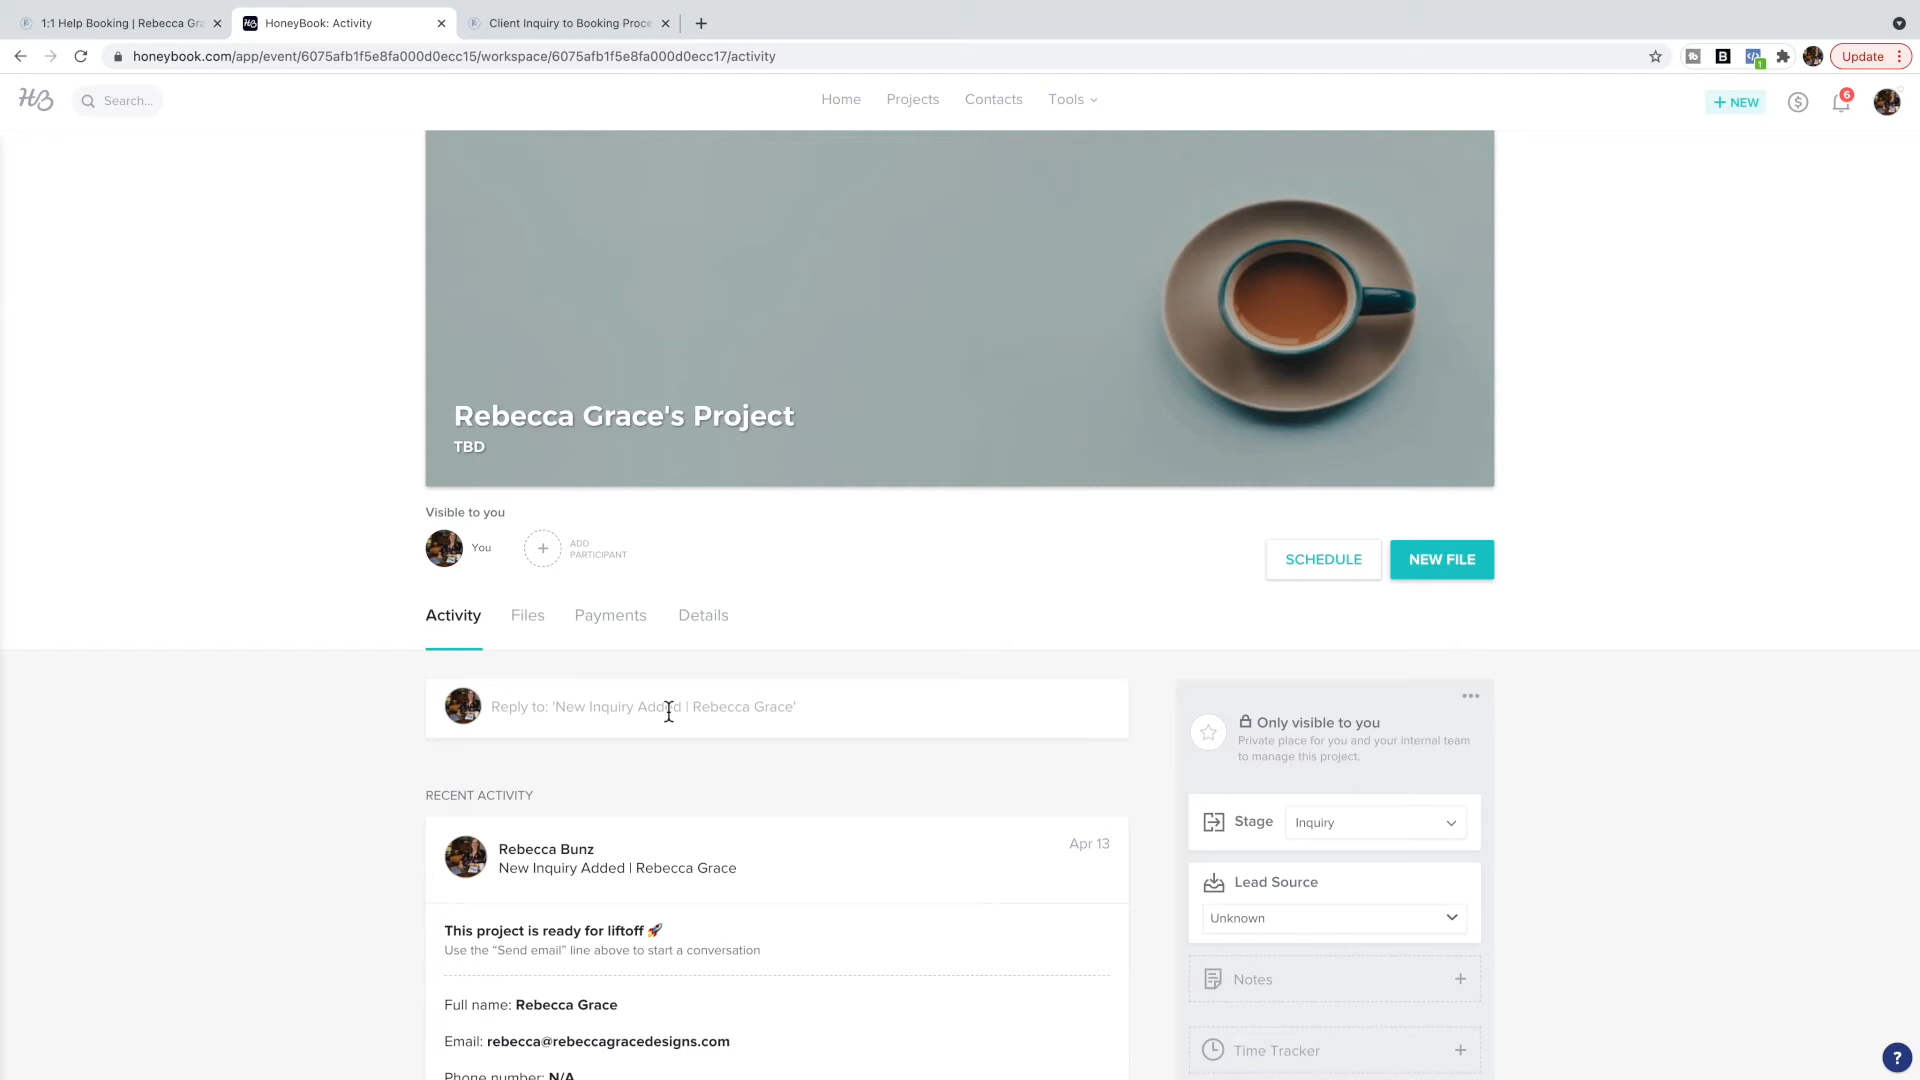 1:1 Help Booking | Rebecca Gra
HoneyBook: Activity
Client Inquiry to Booking Proce
honeybook.com/app/event/6075afb1f5e8fa000d0ecc15/workspace/6075afb1f5e8fa000d0ecc17/activity
B
1
Update
HB
Search...
Home
Projects
Contacts
Tools
+ NEW
$
6
Rebecca Grace's Project
TBD
Visible to you
You
+
ADD
PARTICIPANT
SCHEDULE
NEW FILE
Activity
Files
Payments
Details
Reply to: 'New Inquiry Added | Rebecca Grace'
Only visible to you
Private place for you and your internal team
to manage this project.
Stage
Inquiry
Lead Source
Unknown
Notes
+
Time Tracker
+
RECENT ACTIVITY
Rebecca Bunz
Apr 13
New Inquiry Added | Rebecca Grace
This project is ready for liftoff 🚀
Use the “Send email” line above to start a conversation
Full name: Rebecca Grace
Email: rebecca@rebeccagracedesigns.com
Phone number: N/A
?